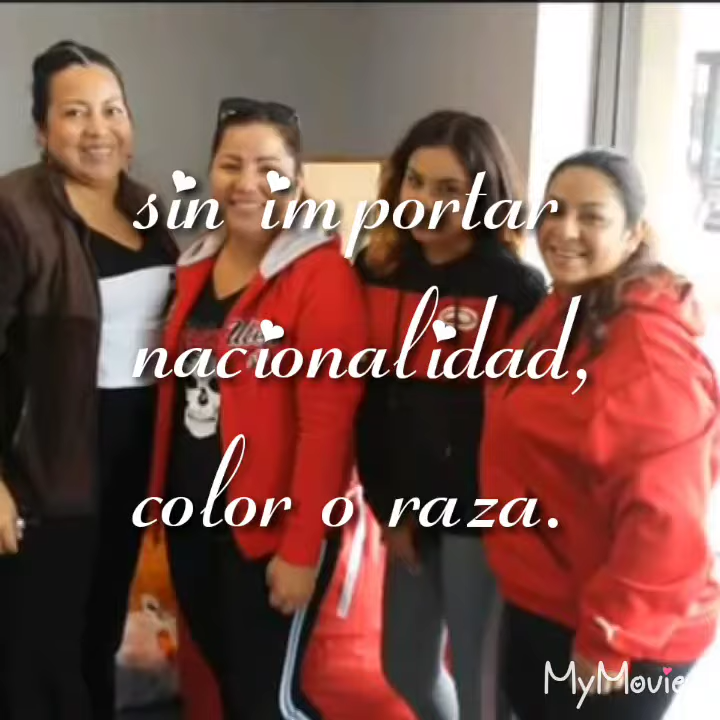 sin importar
nacionalidad,
color o raza.
MyMovie